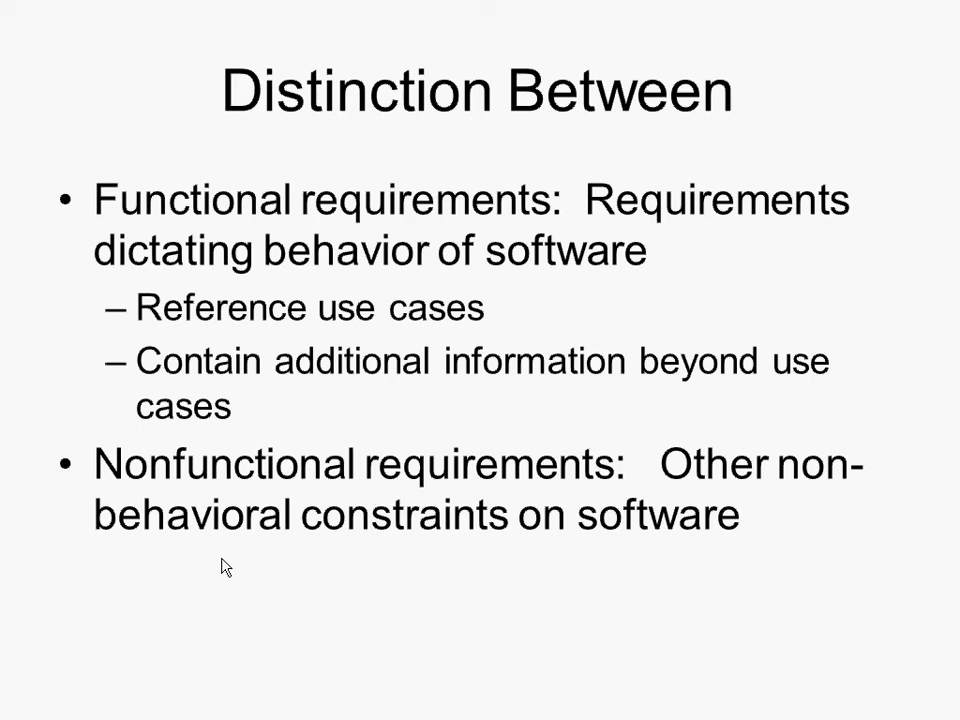 Distinction Between
• Functional requirements:  Requirements
dictating behavior of software
– Reference use cases
– Contain additional information beyond use
cases
• Nonfunctional requirements:   Other non-
behavioral constraints on software